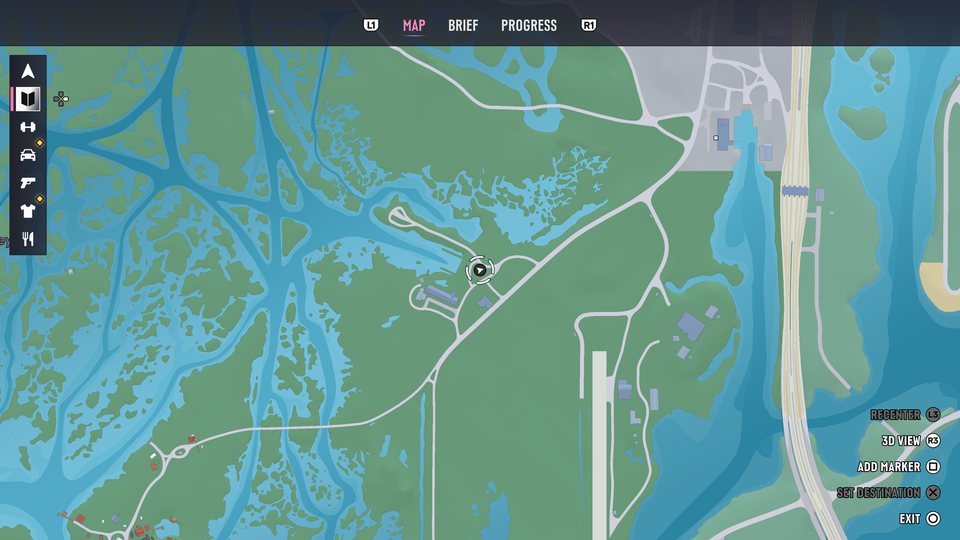 L1 MAP BRIEF PROGRESS R1
RECENTER L3
3D VIEW R3
ADD MARKER
SET DESTINATION
EXIT